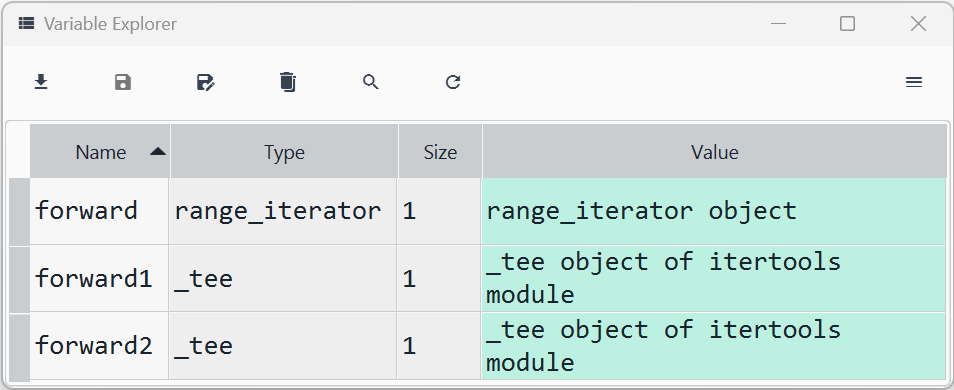 Variable Explorer
Name Type Size Value
forward range_iterator 1 range_iterator object
forward1 _tee 1 _tee object of itertools
module
forward2 _tee 1 _tee object of itertools
module